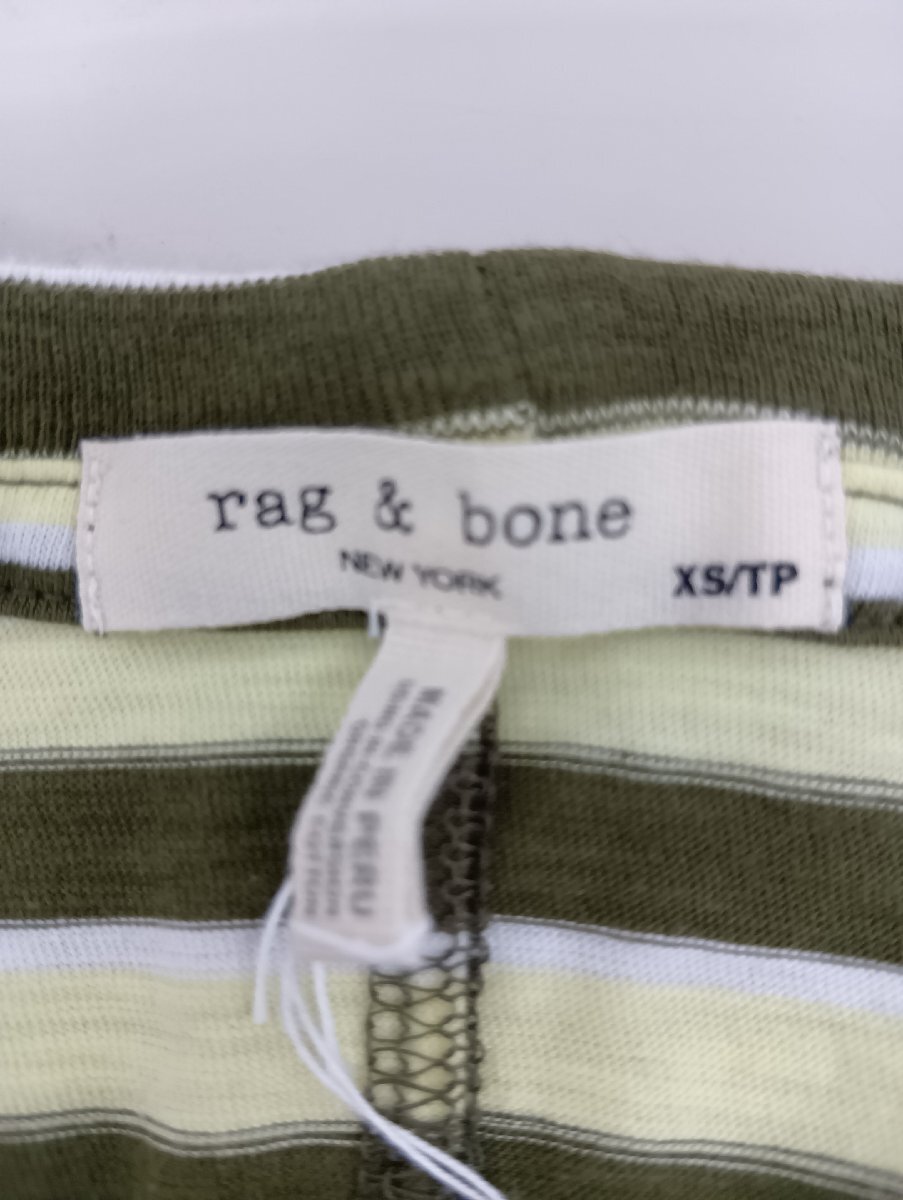 rag & bone
NEW YORK
XS/TP
MADE IN PERU